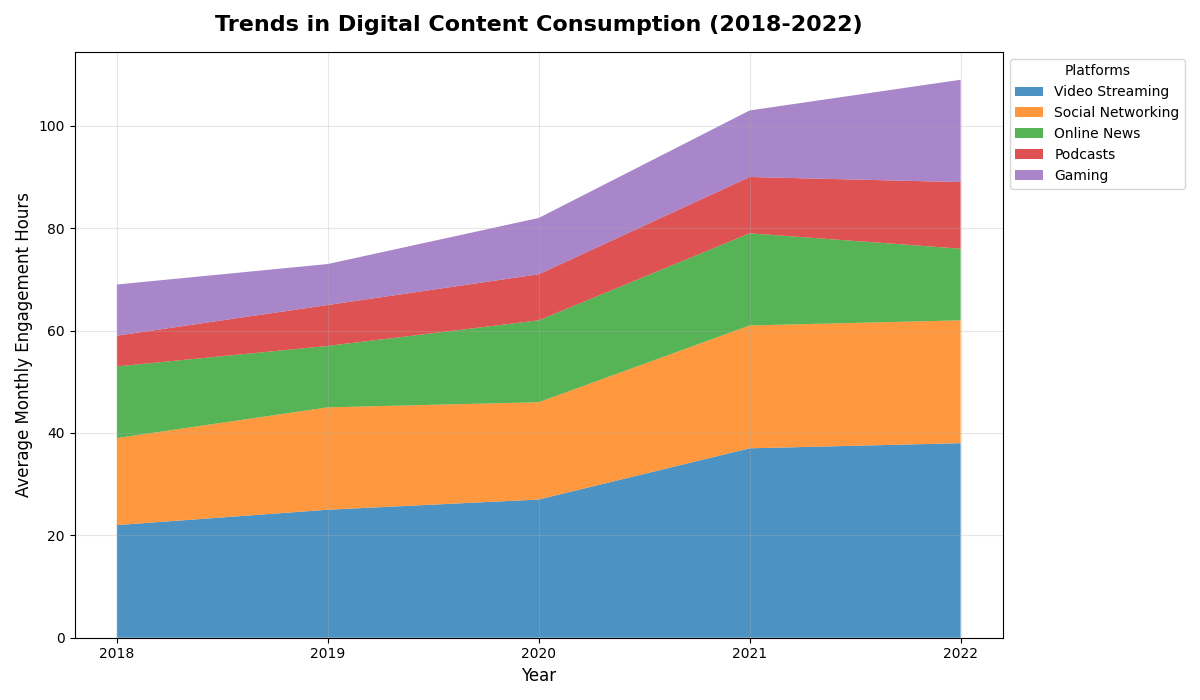 Trends in Digital Content Consumption (2018-2022)
Platforms
Video Streaming
Social Networking
Online News
Podcasts
Gaming
Average Monthly Engagement Hours
100
80
60
40
20
0
2018 2019 2020 2021 2022
Year